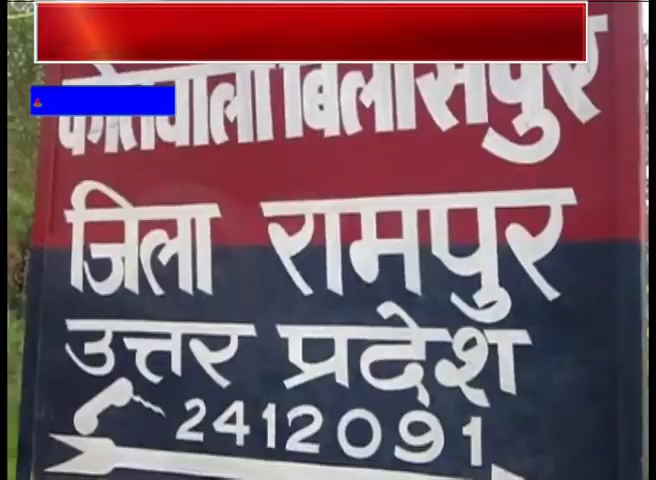 कोतवाली बिलासपुर
जिला रामपुर
उत्तर प्रदेश
2412091